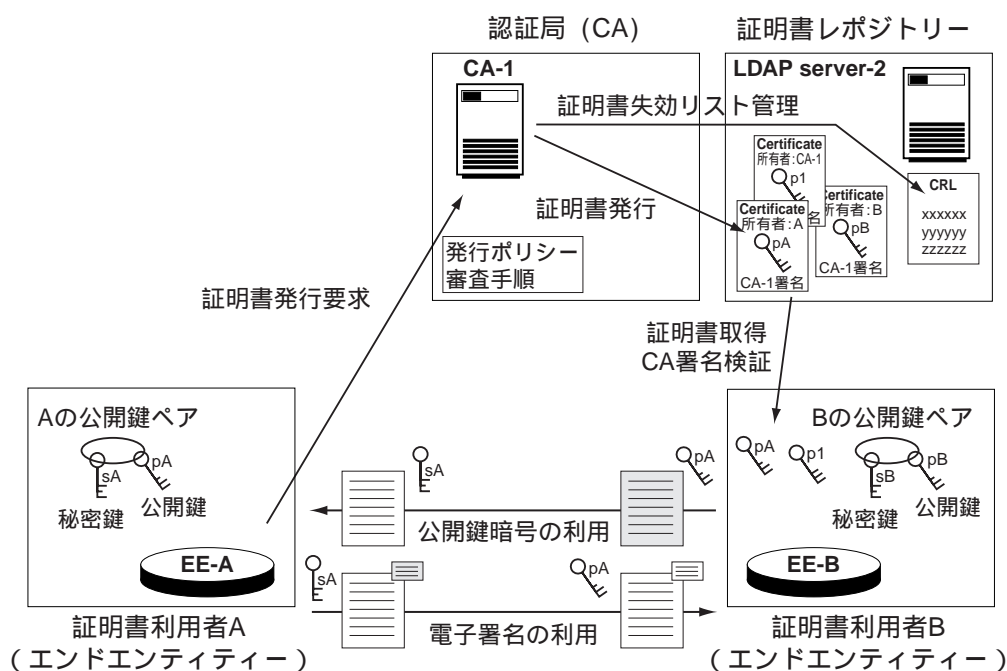 認証局（CA）
証明書レポジトリー
CA-1
LDAP server-2
証明書失効リスト管理
Certificate
所有者:CA-1
p1
名
Certificate
所有者:A
pA
CA-1署名
Certificate
所有者:B
pB
CA-1署名
CRL
xxxxxx
yyyyyy
zzzzzz
証明書発行
発行ポリシー
審査手順
証明書発行要求
証明書取得
CA署名検証
Aの公開鍵ペア
sA
pA
秘密鍵
公開鍵
EE-A
sA
pA
公開鍵暗号の利用
sA
pA
電子署名の利用
Bの公開鍵ペア
pA
p1
sB
pB
秘密鍵
公開鍵
EE-B
証明書利用者A
（エンドエンティティー）
証明書利用者B
（エンドエンティティー）